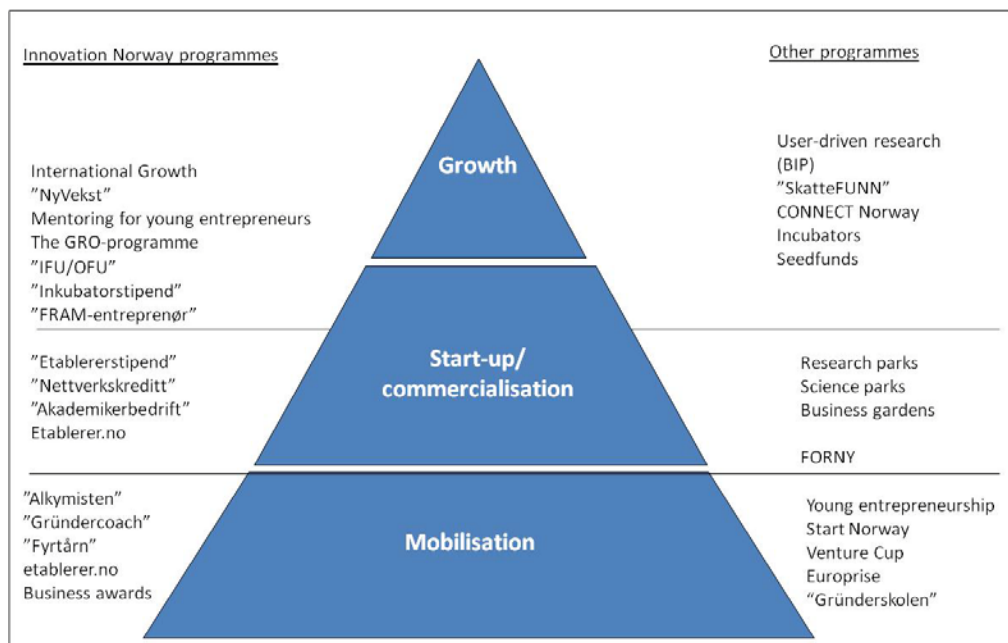 Innovation Norway programmes
Other programmes
International Growth
”NyVekst”
Mentoring for young entrepreneurs
The GRO-programme
”IFU/OFU”
”Inkubatorstipend”
”FRAM-entreprenør”
Growth
User-driven research
(BIP)
”SkatteFUNN”
CONNECT Norway
Incubators
Seedfunds
”Etablererstipend”
”Nettverkskreditt”
”Akademikerbedrift”
Etablerer.no
Start-up/
commercialisation
Research parks
Science parks
Business gardens
FORNY
”Alkymisten”
”Gründercoach”
”Fyrtårn”
etablerer.no
Business awards
Mobilisation
Young entrepreneurship
Start Norway
Venture Cup
Europrise
“Gründerskolen”